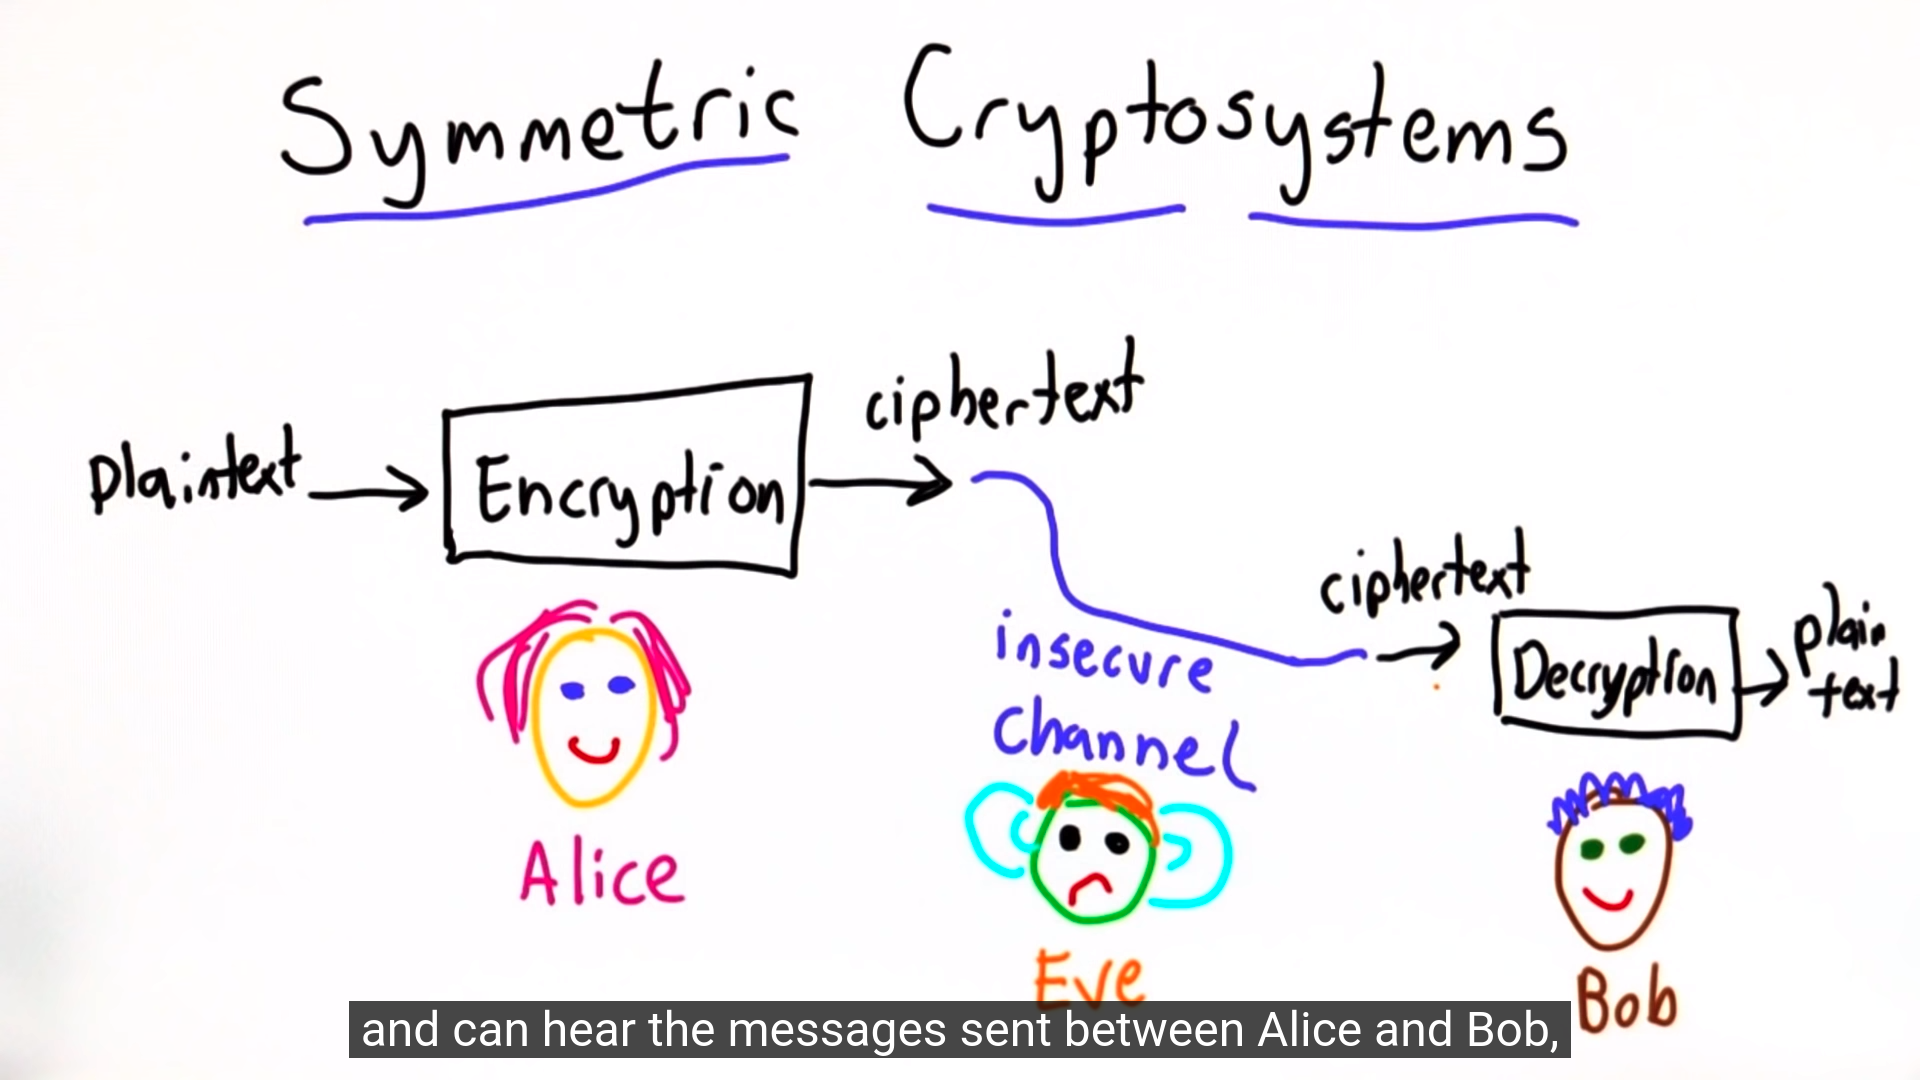 Symmetric Cryptosystems
ciphertext
plaintext
Encryption
ciphertext
insecure
channel
Decryption
plain
text
Alice
Eve
Bob
and can hear the messages sent between Alice and Bob,